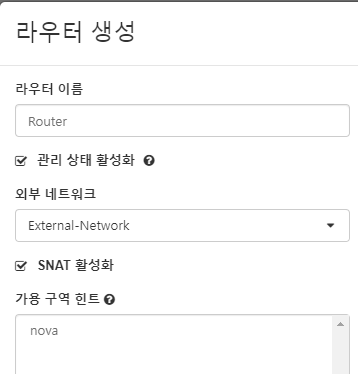 라우터 생성
라우터 이름
Router
관리 상태 활성화
외부 네트워크
External-Network
SNAT 활성화
가용 구역 힌트
nova